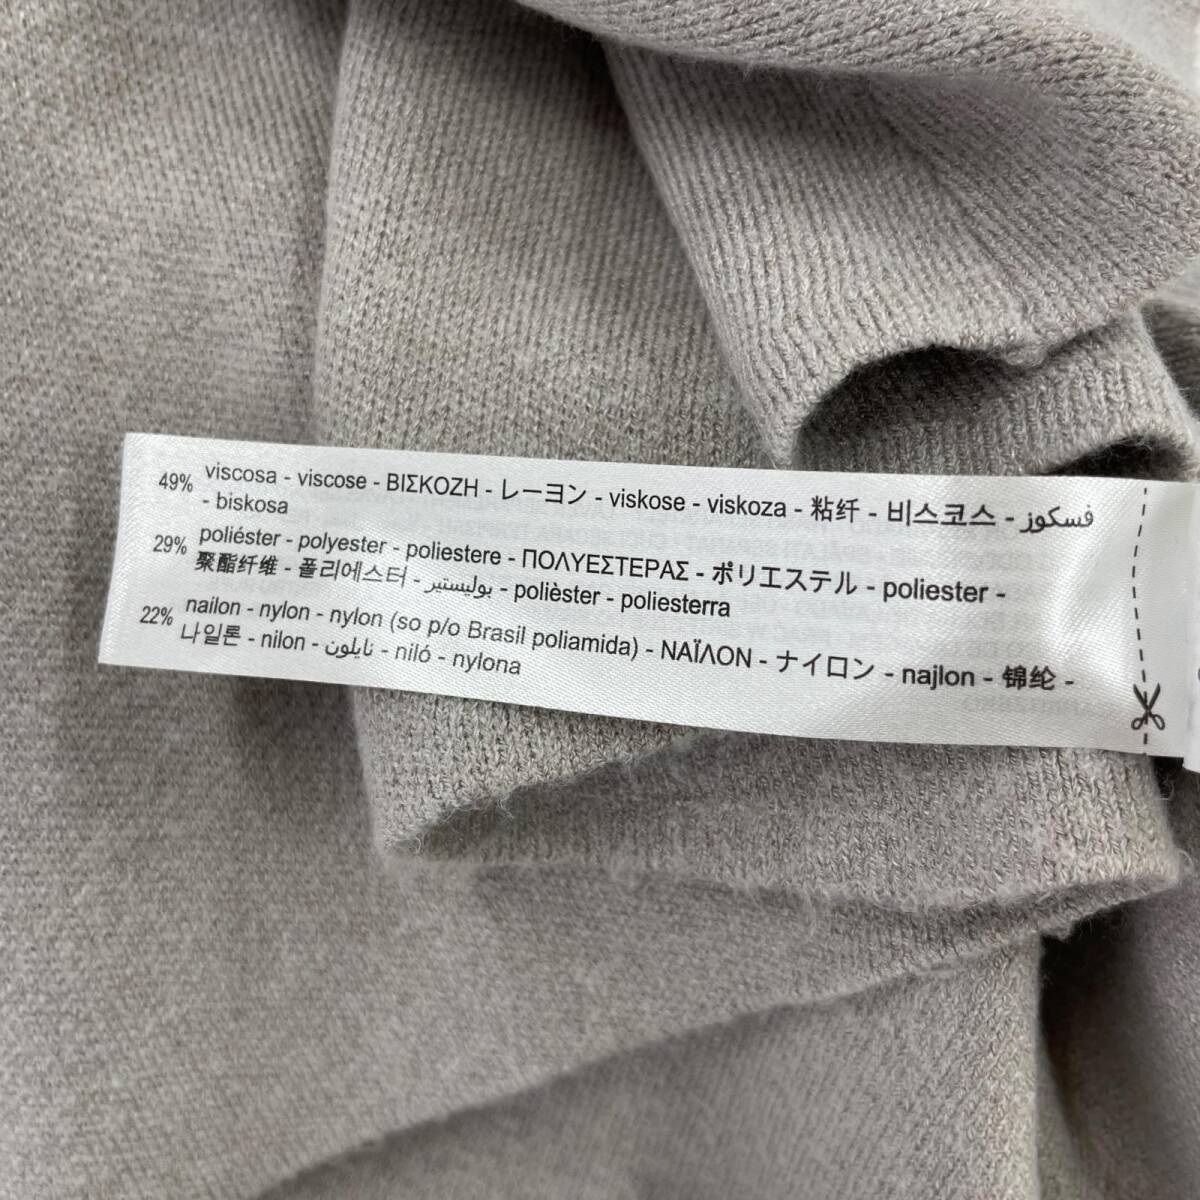 49% viscosa - viscose - ΒΙΣΚΟΖΗ - レーヨン - viskose - viskoza - 粘纤 - 비스코스 - فسكوز
- biskosa
29% poliéster - polyester - poliestere - ΠΟΛΥΕΣΤΕΡΑΣ - ポリエステル - poliester -
聚酯纤维 - 폴리에스터 - بوليستير - polièster - poliesterra
22% nailon - nylon - nylon (so p/o Brasil poliamida) - ΝΑΪΛΟΝ - ナイロン - najlon - 锦纶 -
나일론 - nilon - نايلون - niló - nylona